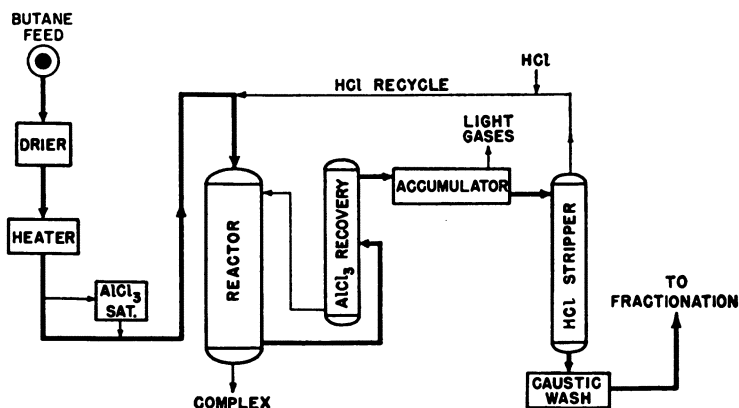 BUTANE
FEED
DRIER
HEATER
AlCl3
SAT.
HCl RECYCLE
HCl
REACTOR
COMPLEX
AlCl3 RECOVERY
LIGHT
GASES
ACCUMULATOR
HCl STRIPPER
CAUSTIC
WASH
TO
FRACTIONATION